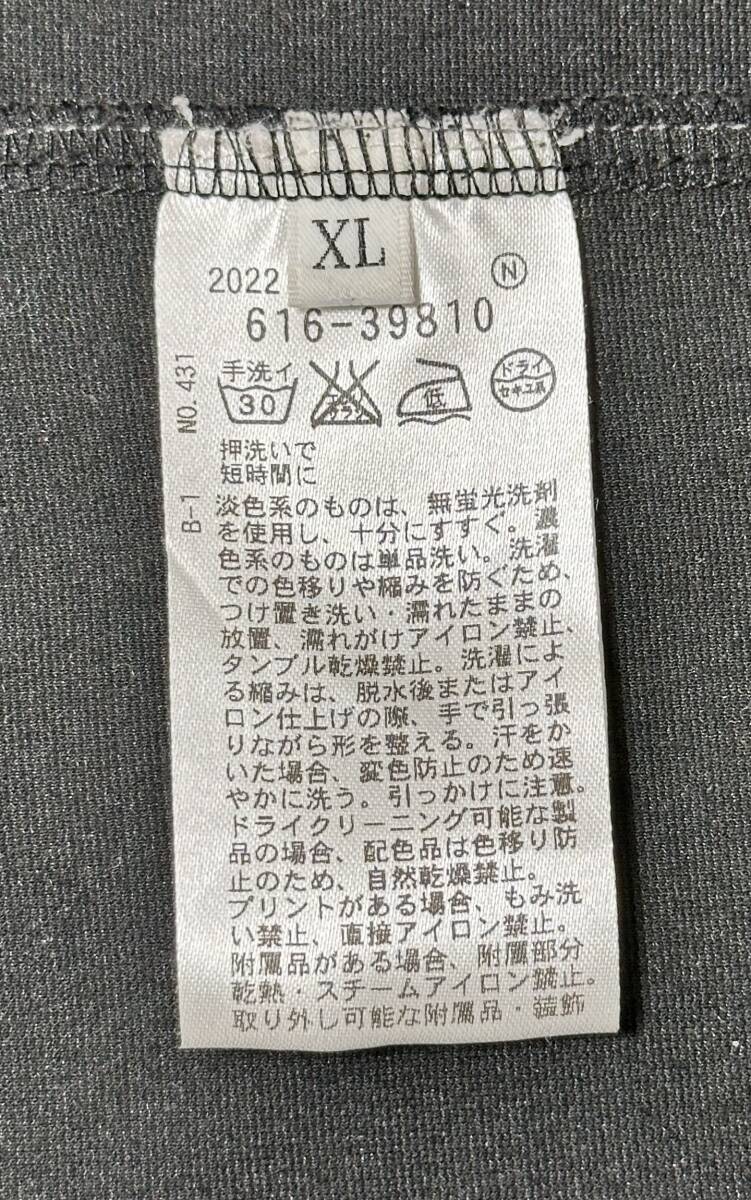 XL
2022 N
616-39810
NO. 431
B-1
手洗イ ドライ
30 エンソ サラシ 低 セキユ系
押洗いで
短時間に
淡色系のものは、無蛍光洗剤
を使用し、十分にすすぐ。濃
色系のものは単品洗い。洗濯
での色移りや縮みを防ぐため、
つけ置き洗い・濡れたままの
放置、濡れがけアイロン禁止、
タンブル乾燥禁止。洗濯によ
る縮みは、脱水後またはアイ
ロン仕上げの際、手で引っ張
りながら形を整える。汗をか
いた場合、変色防止のため速
やかに洗う。引っかけに注意。
ドライクリーニング可能な製
品の場合、配色品は色移り防
止のため、自然乾燥禁止。
プリントがある場合、もみ洗
い禁止、直接アイロン禁止。
附属品がある場合、附属部分
乾熱・スチームアイロン禁止。
取り外し可能な附属品・装飾